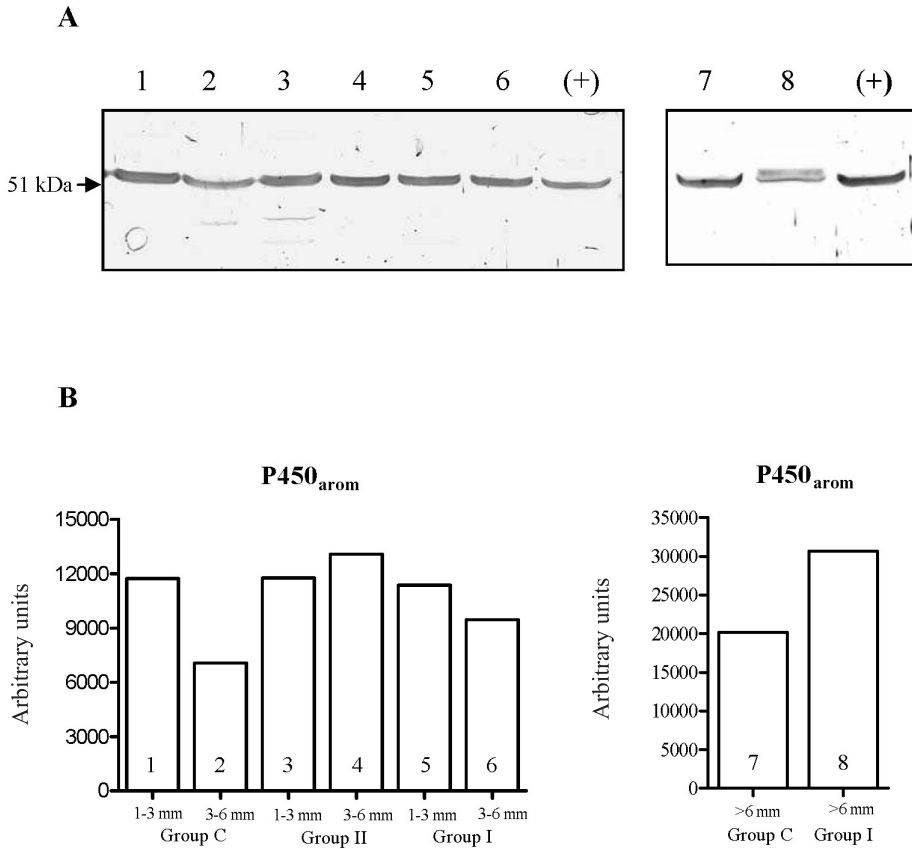 A
1 2 3 4 5 6 (+) 7 8 (+)
51 kDa
B
P450arom P450arom
Arbitrary units
15000
12000
9000
6000
3000
0
1 2 3 4 5 6
1-3 mm 3-6 mm 1-3 mm 3-6 mm 1-3 mm 3-6 mm
Group C Group II Group I
Arbitrary units
35000
30000
25000
20000
15000
10000
5000
0
7 8
>6 mm >6 mm
Group C Group I